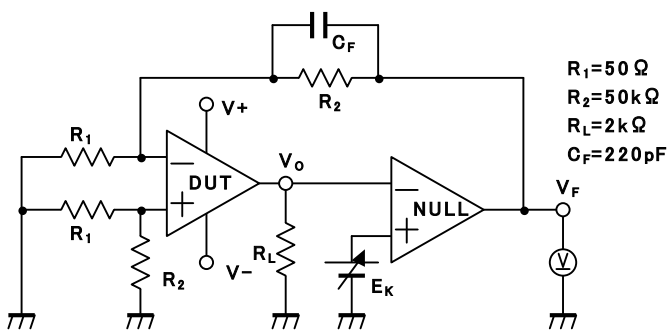 C_F
R_2
R_1=50Ω
R_2=50kΩ
R_L=2kΩ
C_F=220pF
V+
R_1
DUT
V_O
NULL
V_F
R_1
R_2
V-
R_L
E_K
V